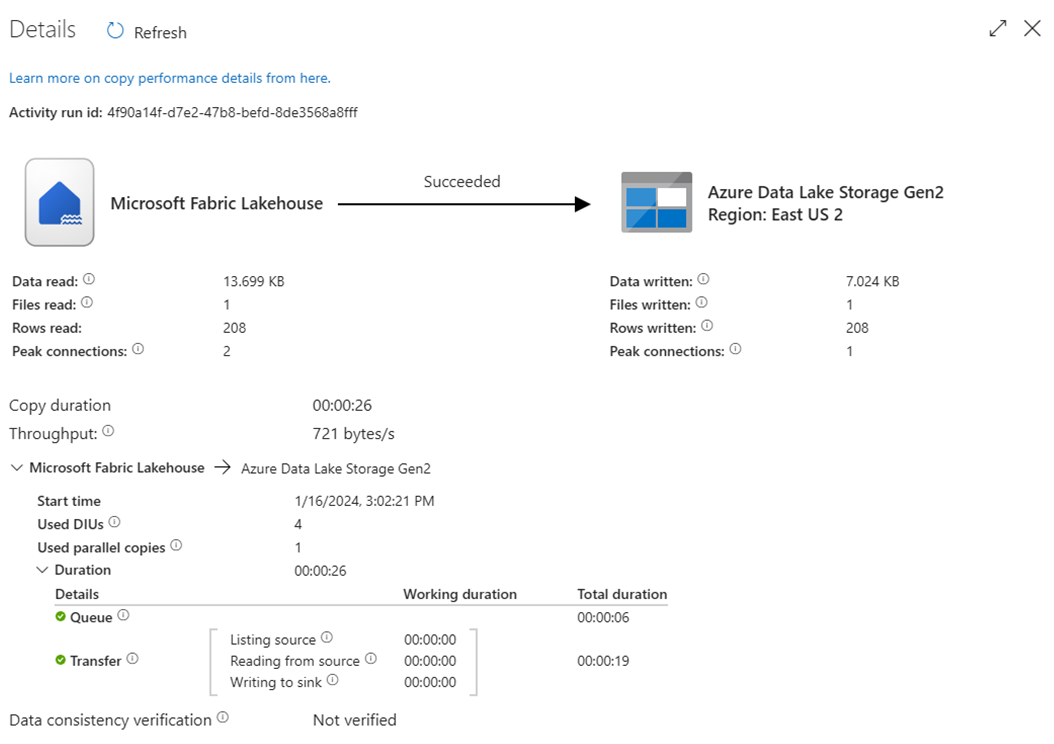 Details Refresh
Learn more on copy performance details from here.
Activity run id: 4f90a14f-d7e2-47b8-befd-8de3568a8fff
Succeeded
Microsoft Fabric Lakehouse
Azure Data Lake Storage Gen2
Region: East US 2
Data read: 13.699 KB
Files read: 1
Rows read: 208
Peak connections: 2
Data written: 7.024 KB
Files written: 1
Rows written: 208
Peak connections: 1
Copy duration 00:00:26
Throughput: 721 bytes/s
Microsoft Fabric Lakehouse → Azure Data Lake Storage Gen2
Start time 1/16/2024, 3:02:21 PM
Used DIUs 4
Used parallel copies 1
Duration 00:00:26
Details Working duration Total duration
Queue 00:00:06
Listing source 00:00:00
Transfer Reading from source 00:00:00 00:00:19
Writing to sink 00:00:00
Data consistency verification Not verified